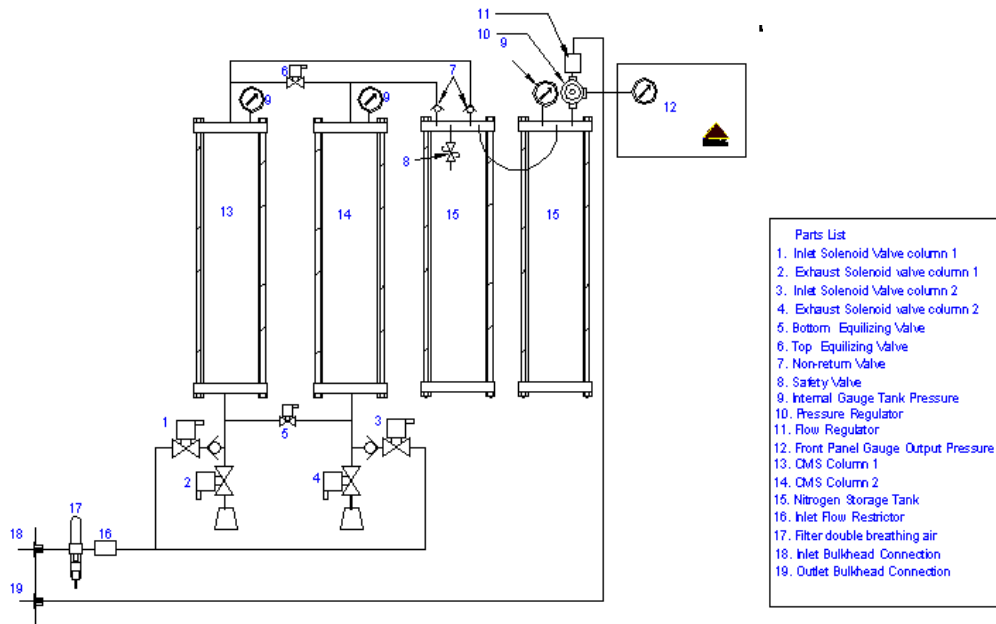 11
10
9
6
7
9
9
12
8
13
14
15
15
1
3
5
2
4
17
18
16
19
Parts List
1. Inlet Solenoid Valve column 1
2. Exhaust Solenoid valve column 1
3. Inlet Solenoid Valve column 2
4. Exhaust Solenoid valve column 2
5. Bottom Equilizing Valve
6. Top Equilizing Valve
7. Non-return Valve
8. Safety Valve
9. Internal Gauge Tank Pressure
10. Pressure Regulator
11. Flow Regulator
12. Front Panel Gauge Output Pressure
13. CMS Column 1
14. CMS Column 2
15. Nitrogen Storage Tank
16. Inlet Flow Restrictor
17. Filter double breathing air
18. Inlet Bulkhead Connection
19. Outlet Bulkhead Connection